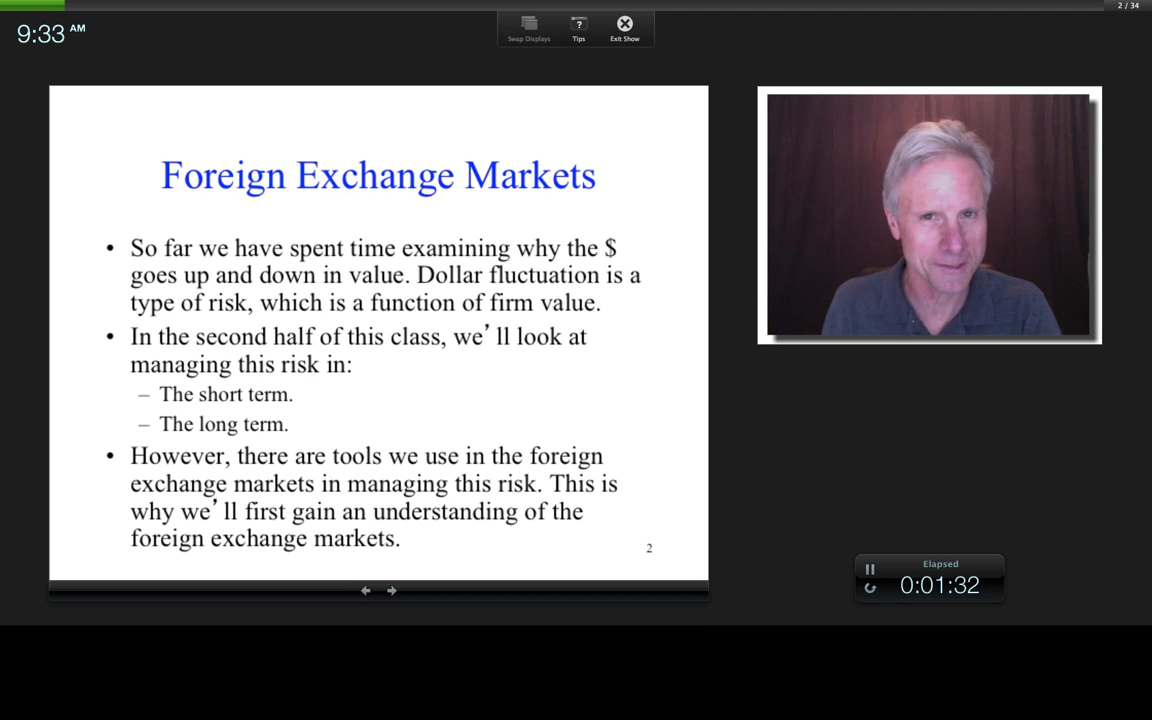 2 / 34
9:33 AM
Swap Displays
?
Tips
Exit Show
Foreign Exchange Markets
• So far we have spent time examining why the $
goes up and down in value. Dollar fluctuation is a
type of risk, which is a function of firm value.
• In the second half of this class, we’ll look at
managing this risk in:
– The short term.
– The long term.
• However, there are tools we use in the foreign
exchange markets in managing this risk. This is
why we’ll first gain an understanding of the
foreign exchange markets.
2
Elapsed
0:01:32